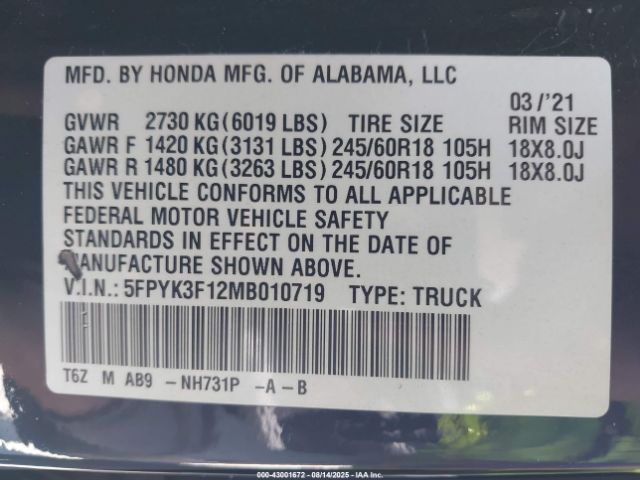 MFD. BY HONDA MFG. OF ALABAMA, LLC
03 /'21
GVWR 2730 KG(6019 LBS) TIRE SIZE RIM SIZE
GAWR F 1420 KG(3131 LBS) 245/60R18 105H 18X8.0J
GAWR R 1480 KG(3263 LBS) 245/60R18 105H 18X8.0J
THIS VEHICLE CONFORMS TO ALL APPLICABLE
FEDERAL MOTOR VEHICLE SAFETY
STANDARDS IN EFFECT ON THE DATE OF
MANUFACTURE SHOWN ABOVE.
V.I.N.: 5FPYK3F12MB010719 TYPE: TRUCK
T6Z M AB9 -NH731P -A -B
000-43001672 - 08/14/2025 - IAA Inc.